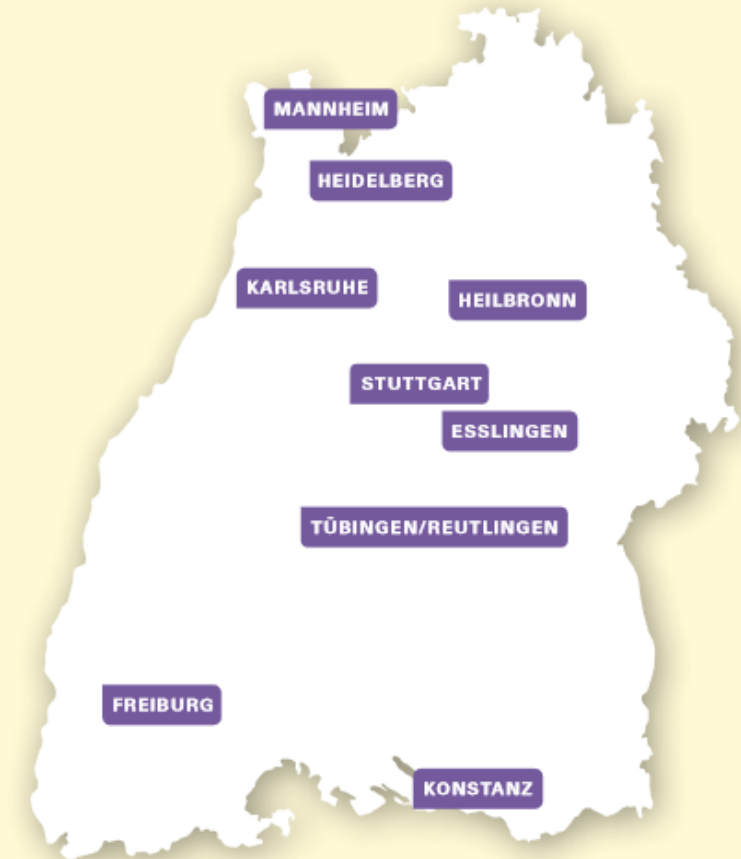 MANNHEIM
HEIDELBERG
KARLSRUHE
HEILBRONN
STUTTGART
ESSLINGEN
TÜBINGEN/REUTLINGEN
FREIBURG
KONSTANZ